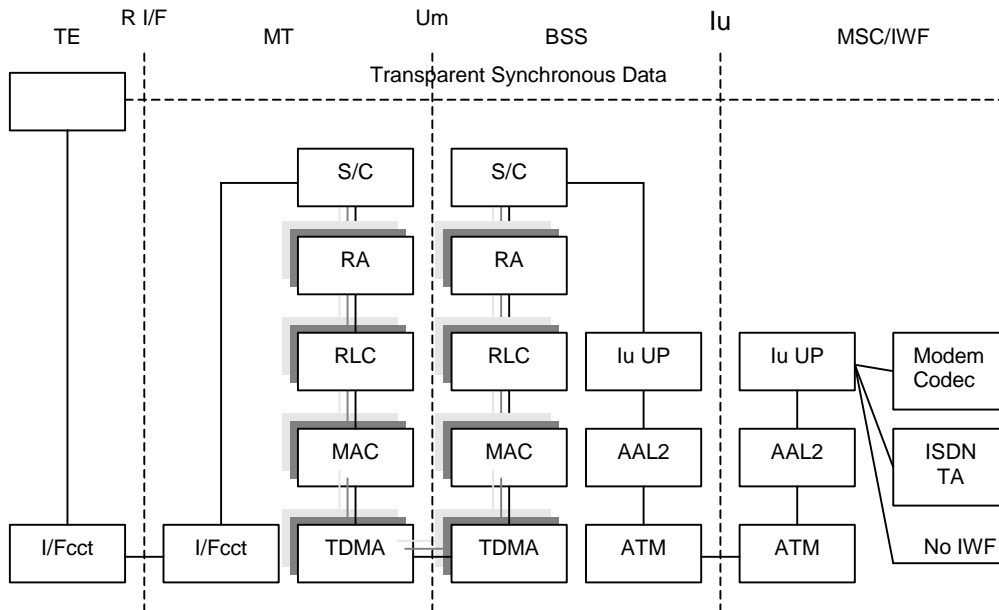 R I/F
Um
Iu
TE
MT
BSS
MSC/IWF
Transparent Synchronous Data
S/C
S/C
RA
RA
RLC
RLC
Iu UP
Iu UP
Modem
Codec
MAC
MAC
AAL2
AAL2
ISDN
TA
I/Fcct
I/Fcct
TDMA
TDMA
ATM
ATM
No IWF